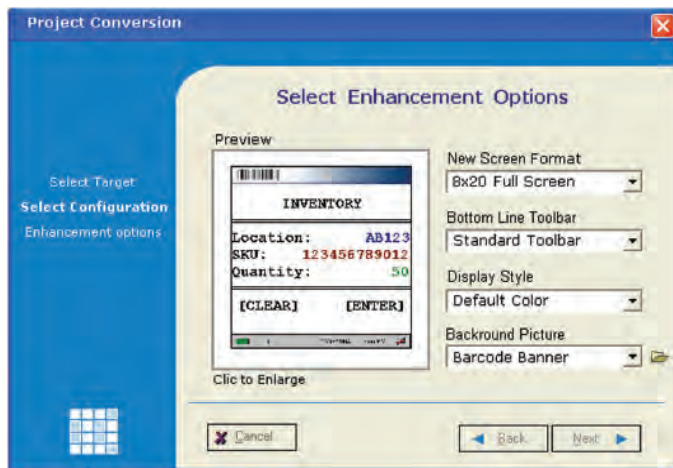 Project Conversion
Select Enhancement Options
Select Target
Select Configuration
Enhancement options
Preview
INVENTORY
Location: AB123
SKU: 123456789012
Quantity: 50
[CLEAR] [ENTER]
Clic to Enlarge
New Screen Format
8x20 Full Screen
Bottom Line Toolbar
Standard Toolbar
Display Style
Default Color
Backround Picture
Barcode Banner
Cancel
Back
Next